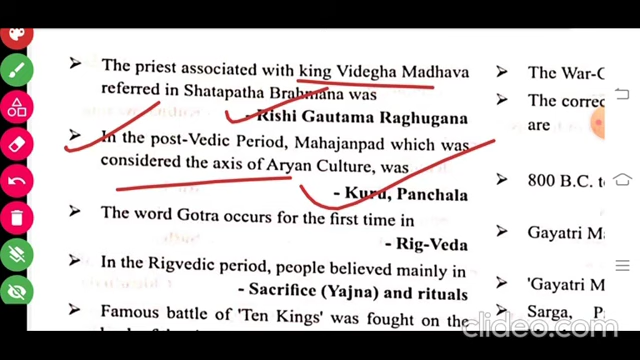 ➤ The priest associated with king Videgha Madhava
referred in Shatapatha Brahmana was
- Rishi Gautama Raghugana
➤ In the post-Vedic Period, Mahajanpad which was
considered the axis of Aryan Culture, was
- Kuru, Panchala
➤ The word Gotra occurs for the first time in
- Rig-Veda
➤ In the Rigvedic period, people believed mainly in
- Sacrifice (Yajna) and rituals
➤ Famous battle of 'Ten Kings' was fought on the
➤ The War-C
➤ The correc
are
➤ 800 B.C. t
➤ Gayatri M
➤ 'Gayatri M
➤ Sarga, P
clideo.com